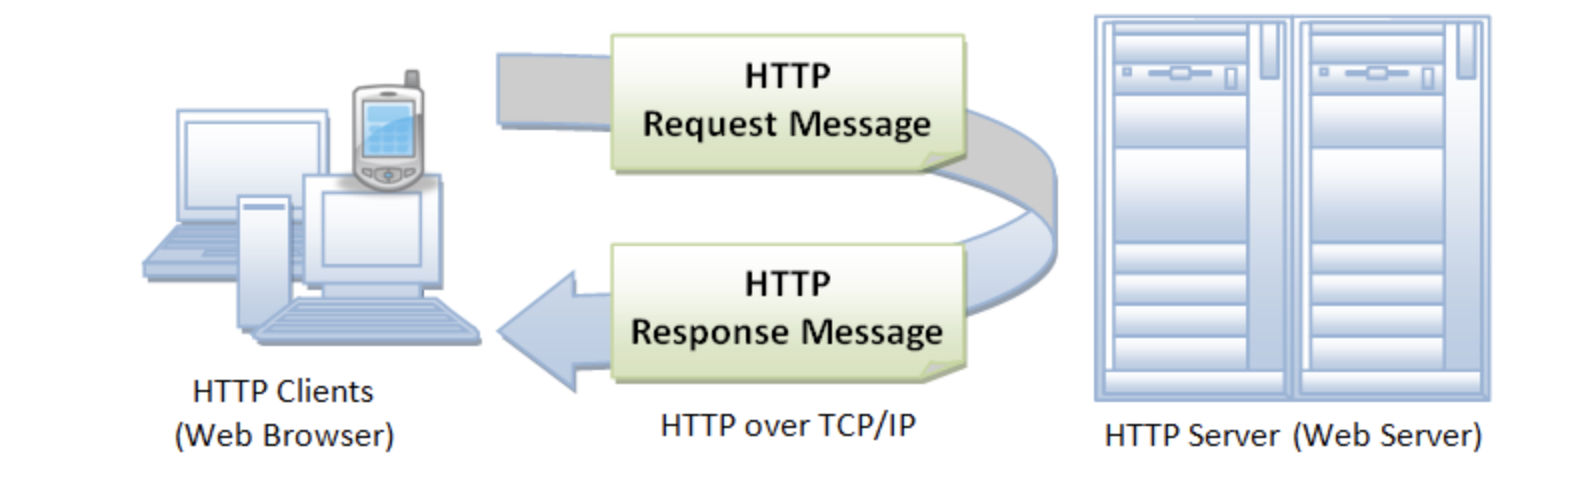 HTTP
Request Message
HTTP
Response Message
HTTP Clients
(Web Browser)
HTTP over TCP/IP
HTTP Server (Web Server)